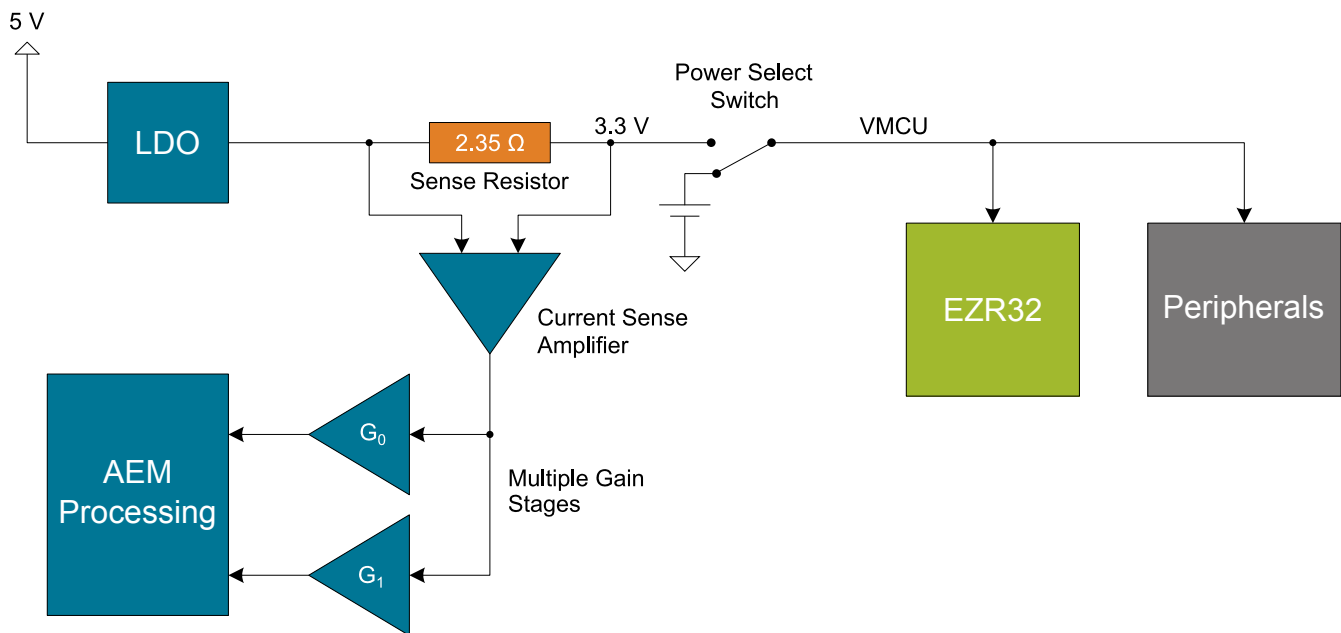 5 V
Power Select
Switch
LDO
2.35 Ω
3.3 V
VMCU
Sense Resistor
EZR32
Peripherals
Current Sense
Amplifier
AEM
Processing
G₀
Multiple Gain
Stages
G₁